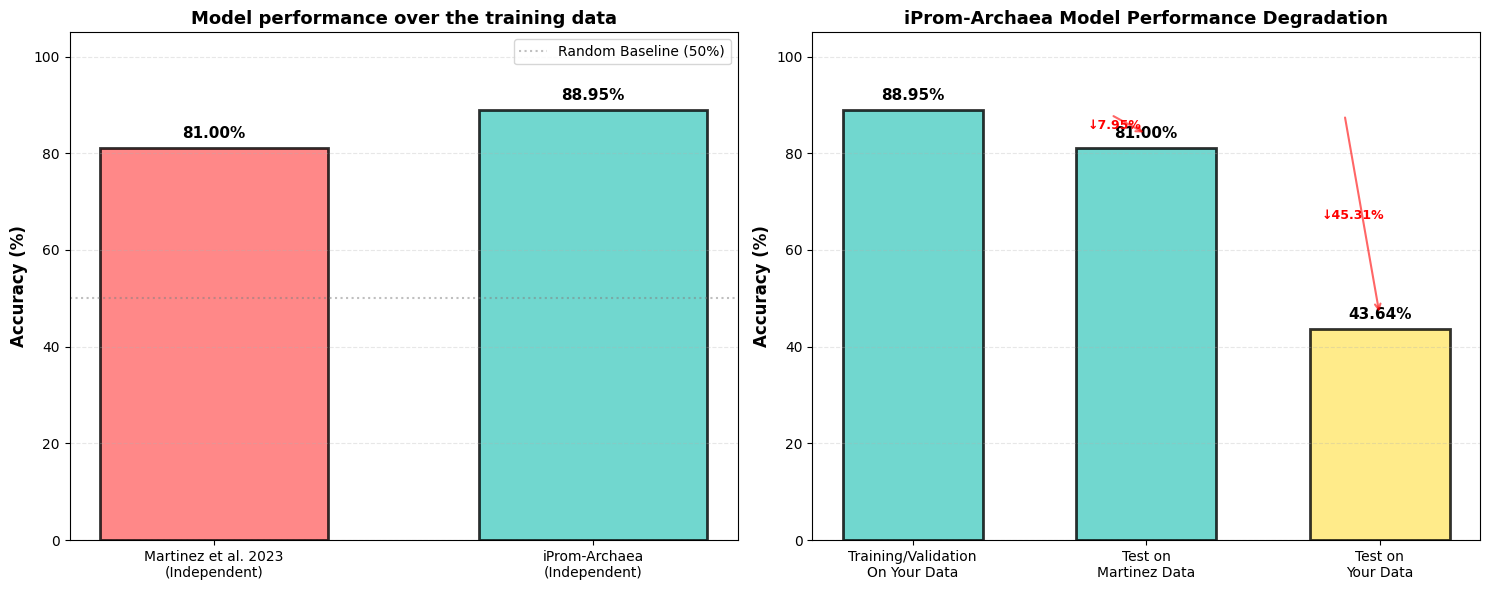 Model performance over the training data
Random Baseline (50%)
Accuracy (%)
100
80
60
40
20
0
81.00%
88.95%
Martinez et al. 2023
(Independent)
iProm-Archaea
(Independent)
iProm-Archaea Model Performance Degradation
Accuracy (%)
100
80
60
40
20
0
88.95%
↓7.95%
81.00%
↓45.31%
43.64%
Training/Validation
On Your Data
Test on
Martinez Data
Test on
Your Data